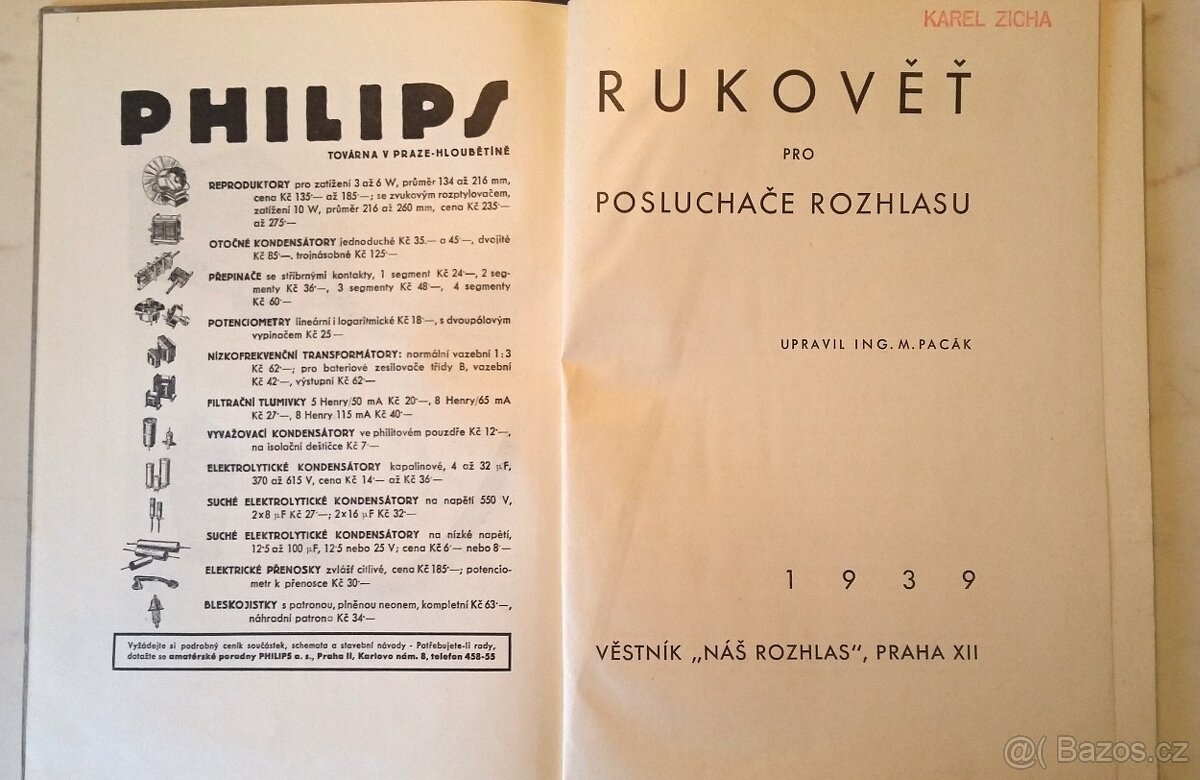 PHILIPS
TOVÁRNA V PRAZE-HLOUBĚTÍNĚ
REPRODUKTORY pro zatížení 3 až 6 W, průměr 134 až 216 mm,
cena Kč 135·— až 185·—; se zvukovým rozptylovačem,
zatížení 10 W, průměr 216 až 260 mm, cena Kč 235·—
až 275·—
OTOČNÉ KONDENSÁTORY jednoduché Kč 35.— a 45·—, dvojité
Kč 85·—, trojnásobné Kč 125·—
PŘEPINAČE se stříbrnými kontakty, 1 segment Kč 24·—, 2 seg-
menty Kč 36·—, 3 segmenty Kč 48·—, 4 segmenty
Kč 60·—
POTENCIOMETRY lineární i logaritmické Kč 18·—, s dvoupólovým
vypinačem Kč 25·—
NÍZKOFREKVENČNÍ TRANSFORMÁTORY: normální vazební 1:3
Kč 62·—; pro bateriové zesilovače třídy B, vazební
Kč 42·—, výstupní Kč 62·—
FILTRAČNÍ TLUMIVKY 5 Henry/50 mA Kč 20·—, 8 Henry/65 mA
Kč 27·—, 8 Henry 115 mA Kč 40·—
VYVAŽOVACÍ KONDENSÁTORY ve philitovém pouzdře Kč 12·—,
na isolační deštičce Kč 7·—
ELEKTROLYTICKÉ KONDENSÁTORY kapalinové, 4 až 32 µF,
370 až 615 V, cena Kč 14·— až Kč 36·—
SUCHÉ ELEKTROLYTICKÉ KONDENSÁTORY na napětí 550 V,
2×8 µF Kč 27·—; 2×16 µF Kč 32·—
SUCHÉ ELEKTROLYTICKÉ KONDENSÁTORY na nízké napětí,
12·5 až 100 µF, 12·5 nebo 25 V; cena Kč 6·— nebo 8·—
ELEKTRICKÉ PŘENOSKY zvlášť citlivé, cena Kč 185·—; potencio-
metr k přenosce Kč 30·—
BLESKOJISTKY s patronou, plněnou neonem, kompletní Kč 63·—,
náhradní patrona Kč 34·—
Vyžádejte si podrobný ceník součástek, schemata a stavební návody - Potřebujete-li rady,
dotažte se amatérské poradny PHILIPS a. s., Praha II, Karlovo nám. 8, telefon 458-55
KAREL ZICHA
RUKOVĚŤ
PRO
POSLUCHAČE ROZHLASU
UPRAVIL ING. M. PACÁK
1939
VĚSTNÍK „NÁŠ ROZHLAS“, PRAHA XII
@( Bazos.cz